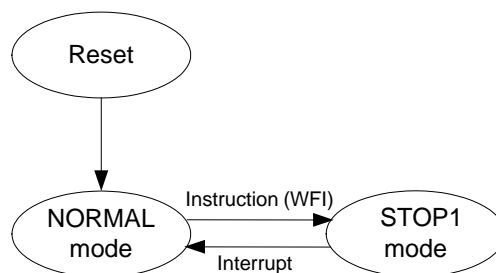 Reset
Instruction (WFI)
NORMAL
mode
STOP1
mode
Interrupt